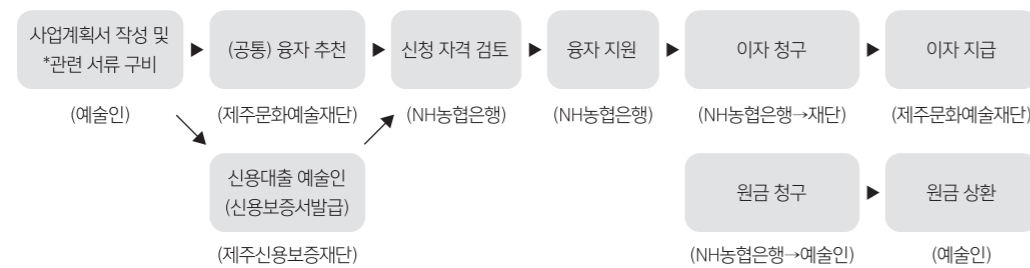 사업계획서 작성 및
*관련 서류 구비
▶
(공통) 융자 추천
▶
신청 자격 검토
▶
융자 지원
▶
이자 청구
▶
이자 지급
(예술인)
(제주문화예술재단)
(NH농협은행)
(NH농협은행)
(NH농협은행→재단)
(제주문화예술재단)
신용대출 예술인
(신용보증서발급)
원금 청구
▶
원금 상환
(제주신용보증재단)
(NH농협은행→예술인)
(예술인)